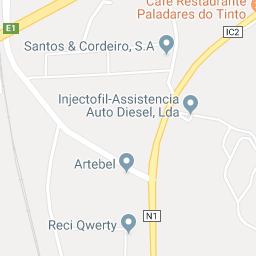 Café Restaurante
Paladares do Tinto
E1
IC2
Santos & Cordeiro, S.A
Injectofil-Assistencia
Auto Diesel, Lda
Artebel
N1
Reci Qwerty